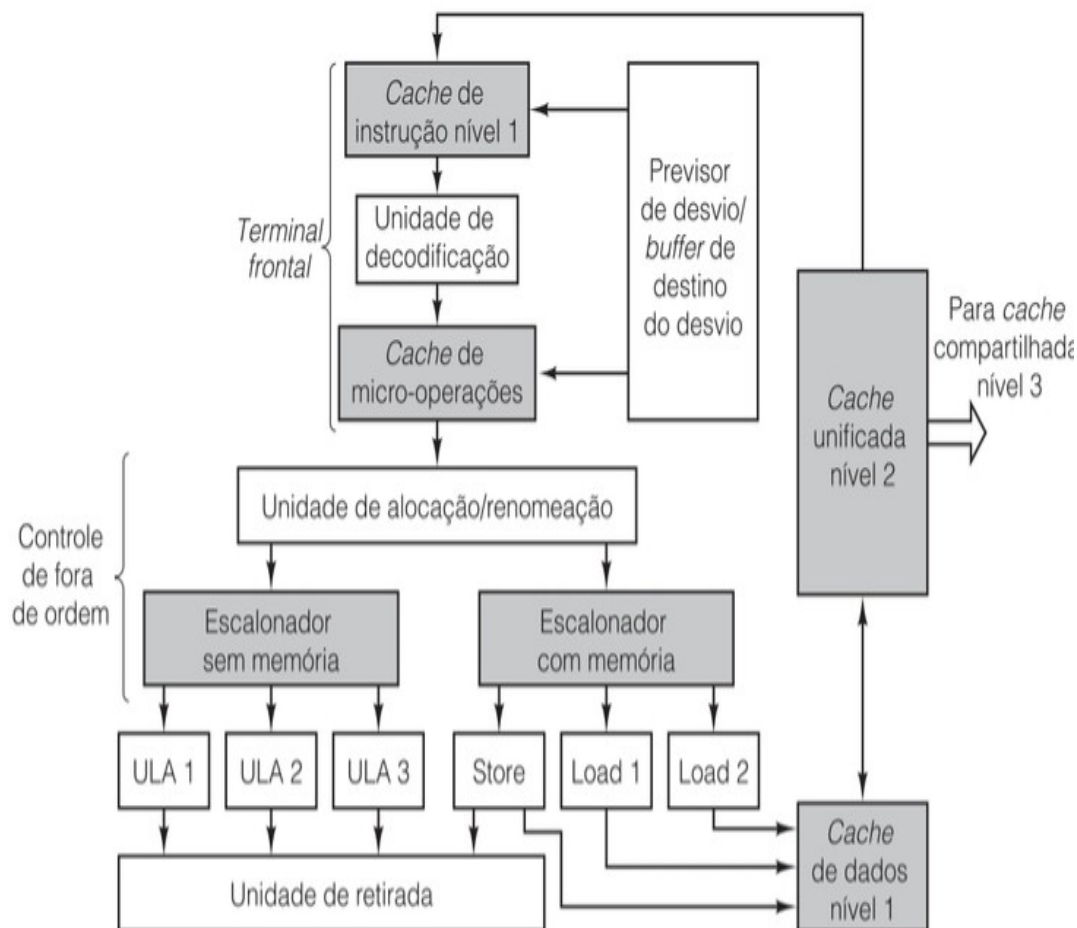 Cache de
instrução nível 1
Unidade de
decodificação
Cache de
micro-operações
Terminal
frontal
Previsor
de desvio/
buffer de
destino
do desvio
Cache
unificada
nível 2
Para cache
compartilhada
nível 3
Unidade de alocação/renomeação
Controle
de fora
de ordem
Escalonador
sem memória
Escalonador
com memória
ULA 1
ULA 2
ULA 3
Store
Load 1
Load 2
Unidade de retirada
Cache
de dados
nível 1